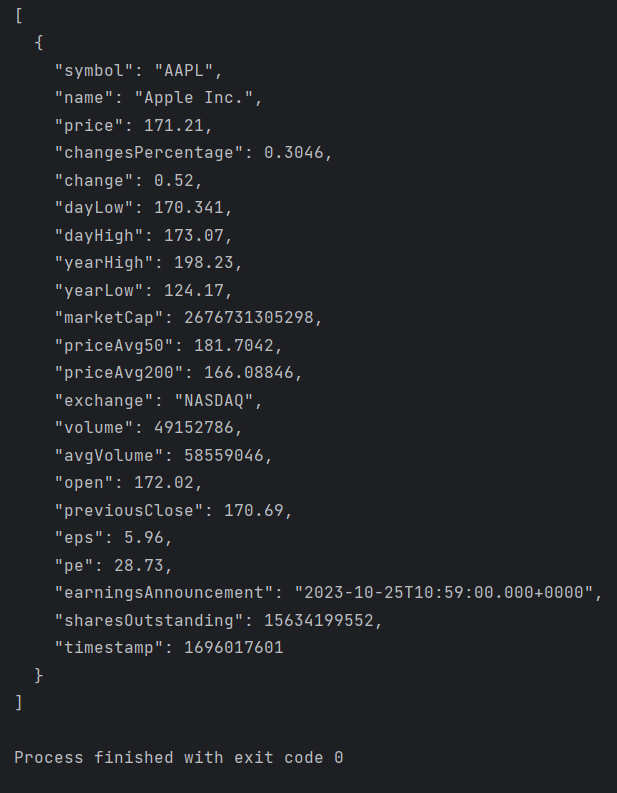 [
  {
    "symbol": "AAPL",
    "name": "Apple Inc.",
    "price": 171.21,
    "changesPercentage": 0.3046,
    "change": 0.52,
    "dayLow": 170.341,
    "dayHigh": 173.07,
    "yearHigh": 198.23,
    "yearLow": 124.17,
    "marketCap": 2676731305298,
    "priceAvg50": 181.7042,
    "priceAvg200": 166.08846,
    "exchange": "NASDAQ",
    "volume": 49152786,
    "avgVolume": 58559046,
    "open": 172.02,
    "previousClose": 170.69,
    "eps": 5.96,
    "pe": 28.73,
    "earningsAnnouncement": "2023-10-25T10:59:00.000+0000",
    "sharesOutstanding": 15634199552,
    "timestamp": 1696017601
  }
]
Process finished with exit code 0